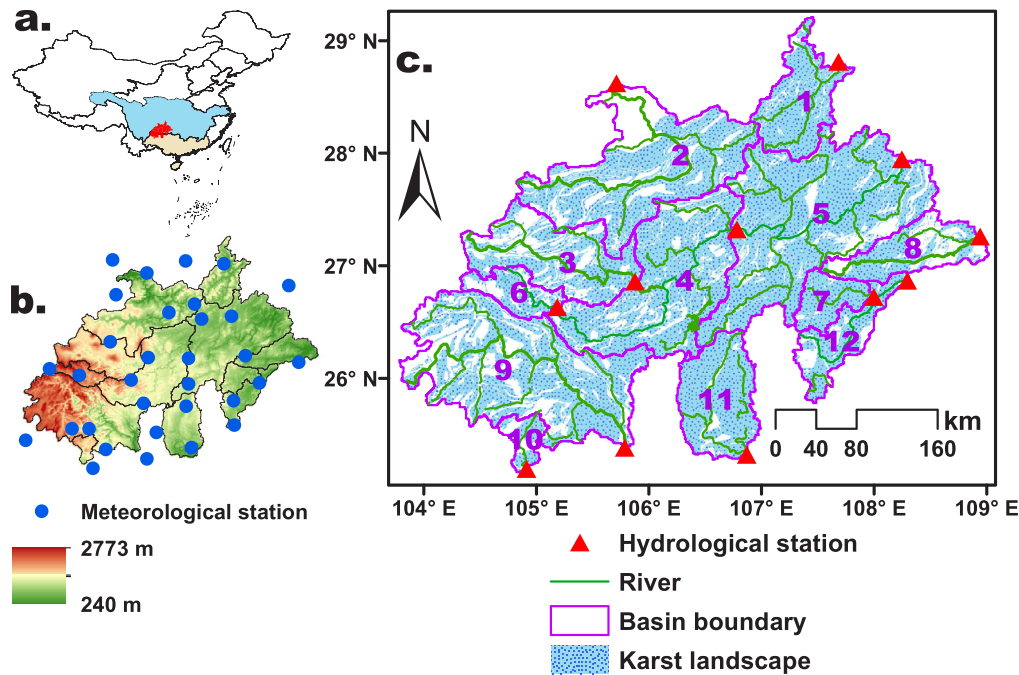 a.
b.
Meteorological station
2773 m
240 m
c.
N
29° N
28° N
27° N
26° N
1
2
3
4
5
6
7
8
9
10
11
12
km
0 40 80 160
104° E 105° E 106° E 107° E 108° E 109° E
Hydrological station
River
Basin boundary
Karst landscape